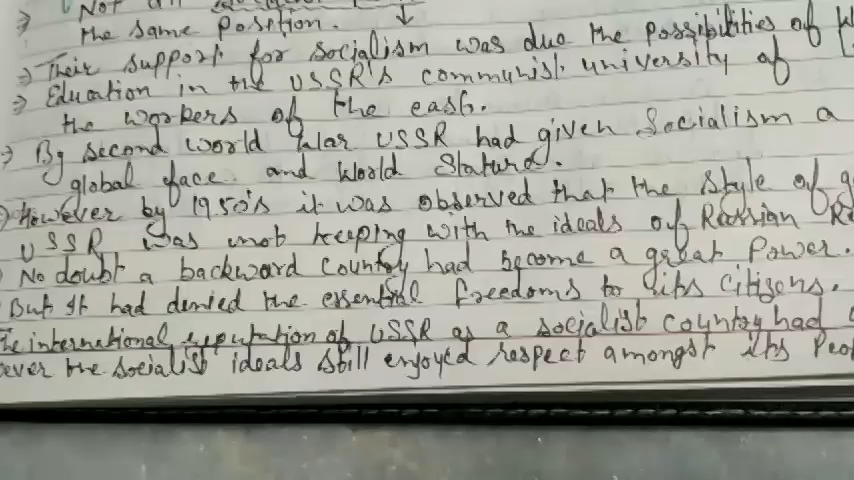 ⇒ Not all
the same position. ↓
⇒ Their support for socialism was due the possibilities of
⇒ Eduation in the USSR's communist university of
the workers of the east.
⇒ By second world War USSR had given Socialism a
global face and World Stature.
However by 1950's it was observed that the style of
USSR was not keeping with the ideals of Russian
No doubt a backward country had become a great Power.
But It had denied the essential freedoms to its citizens.
The international reputation of USSR as a socialist country had
ever the socialist ideals still enjoyed respect amongst its Peo